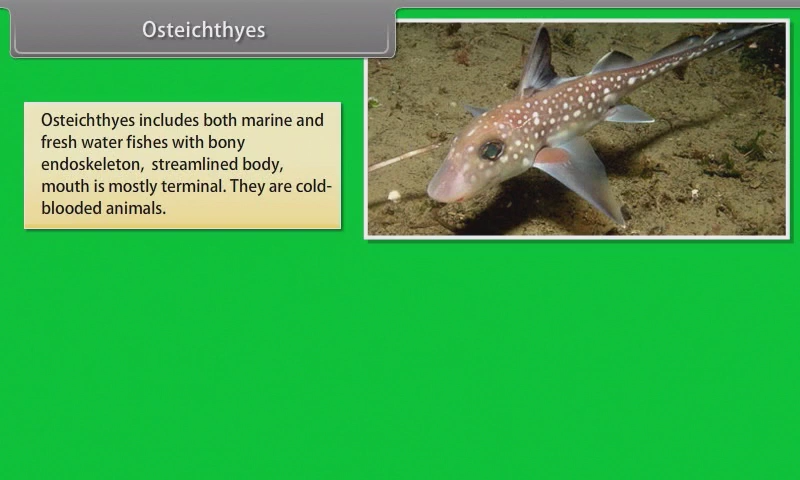 Osteichthyes
Osteichthyes includes both marine and
fresh water fishes with bony
endoskeleton, streamlined body,
mouth is mostly terminal. They are cold-
blooded animals.